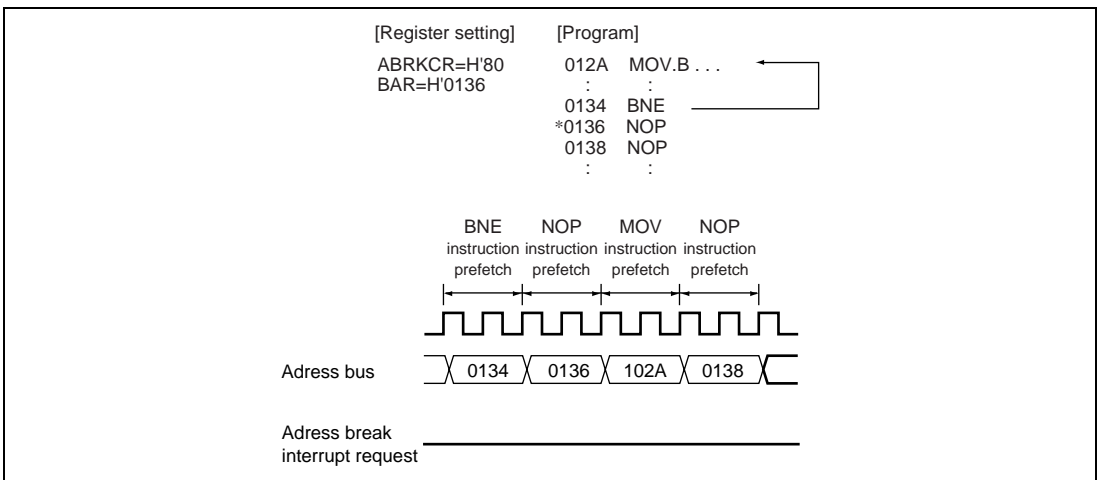 [Register setting] [Program]
ABRKCR=H'80 012A MOV.B . . .
BAR=H'0136 : :
0134 BNE
*0136 NOP
0138 NOP
: :
BNE NOP MOV NOP
instruction instruction instruction instruction
prefetch prefetch prefetch prefetch
Adress bus 0134 0136 102A 0138
Adress break
interrupt request